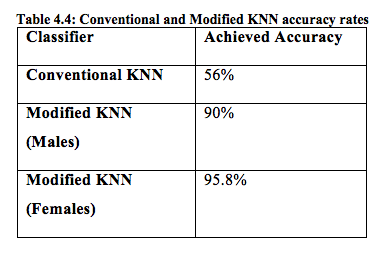 Table 4.4: Conventional and Modified KNN accuracy rates
Classifier Achieved Accuracy
Conventional KNN 56%
Modified KNN 90%
(Males)
Modified KNN 95.8%
(Females)